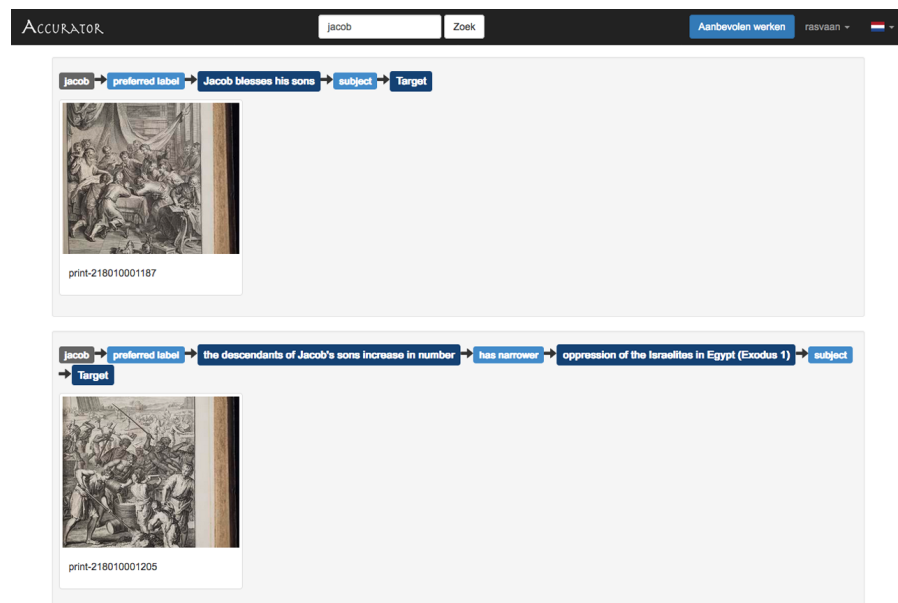 ACCURATOR jacob Zoek Aanbevolen werken rasvaan
jacob preferred label Jacob blesses his sons subject Target
print-218010001187
jacob preferred label the descendants of Jacob's sons increase in number has narrower oppression of the Israelites in Egypt (Exodus 1) subject
Target
print-218010001205